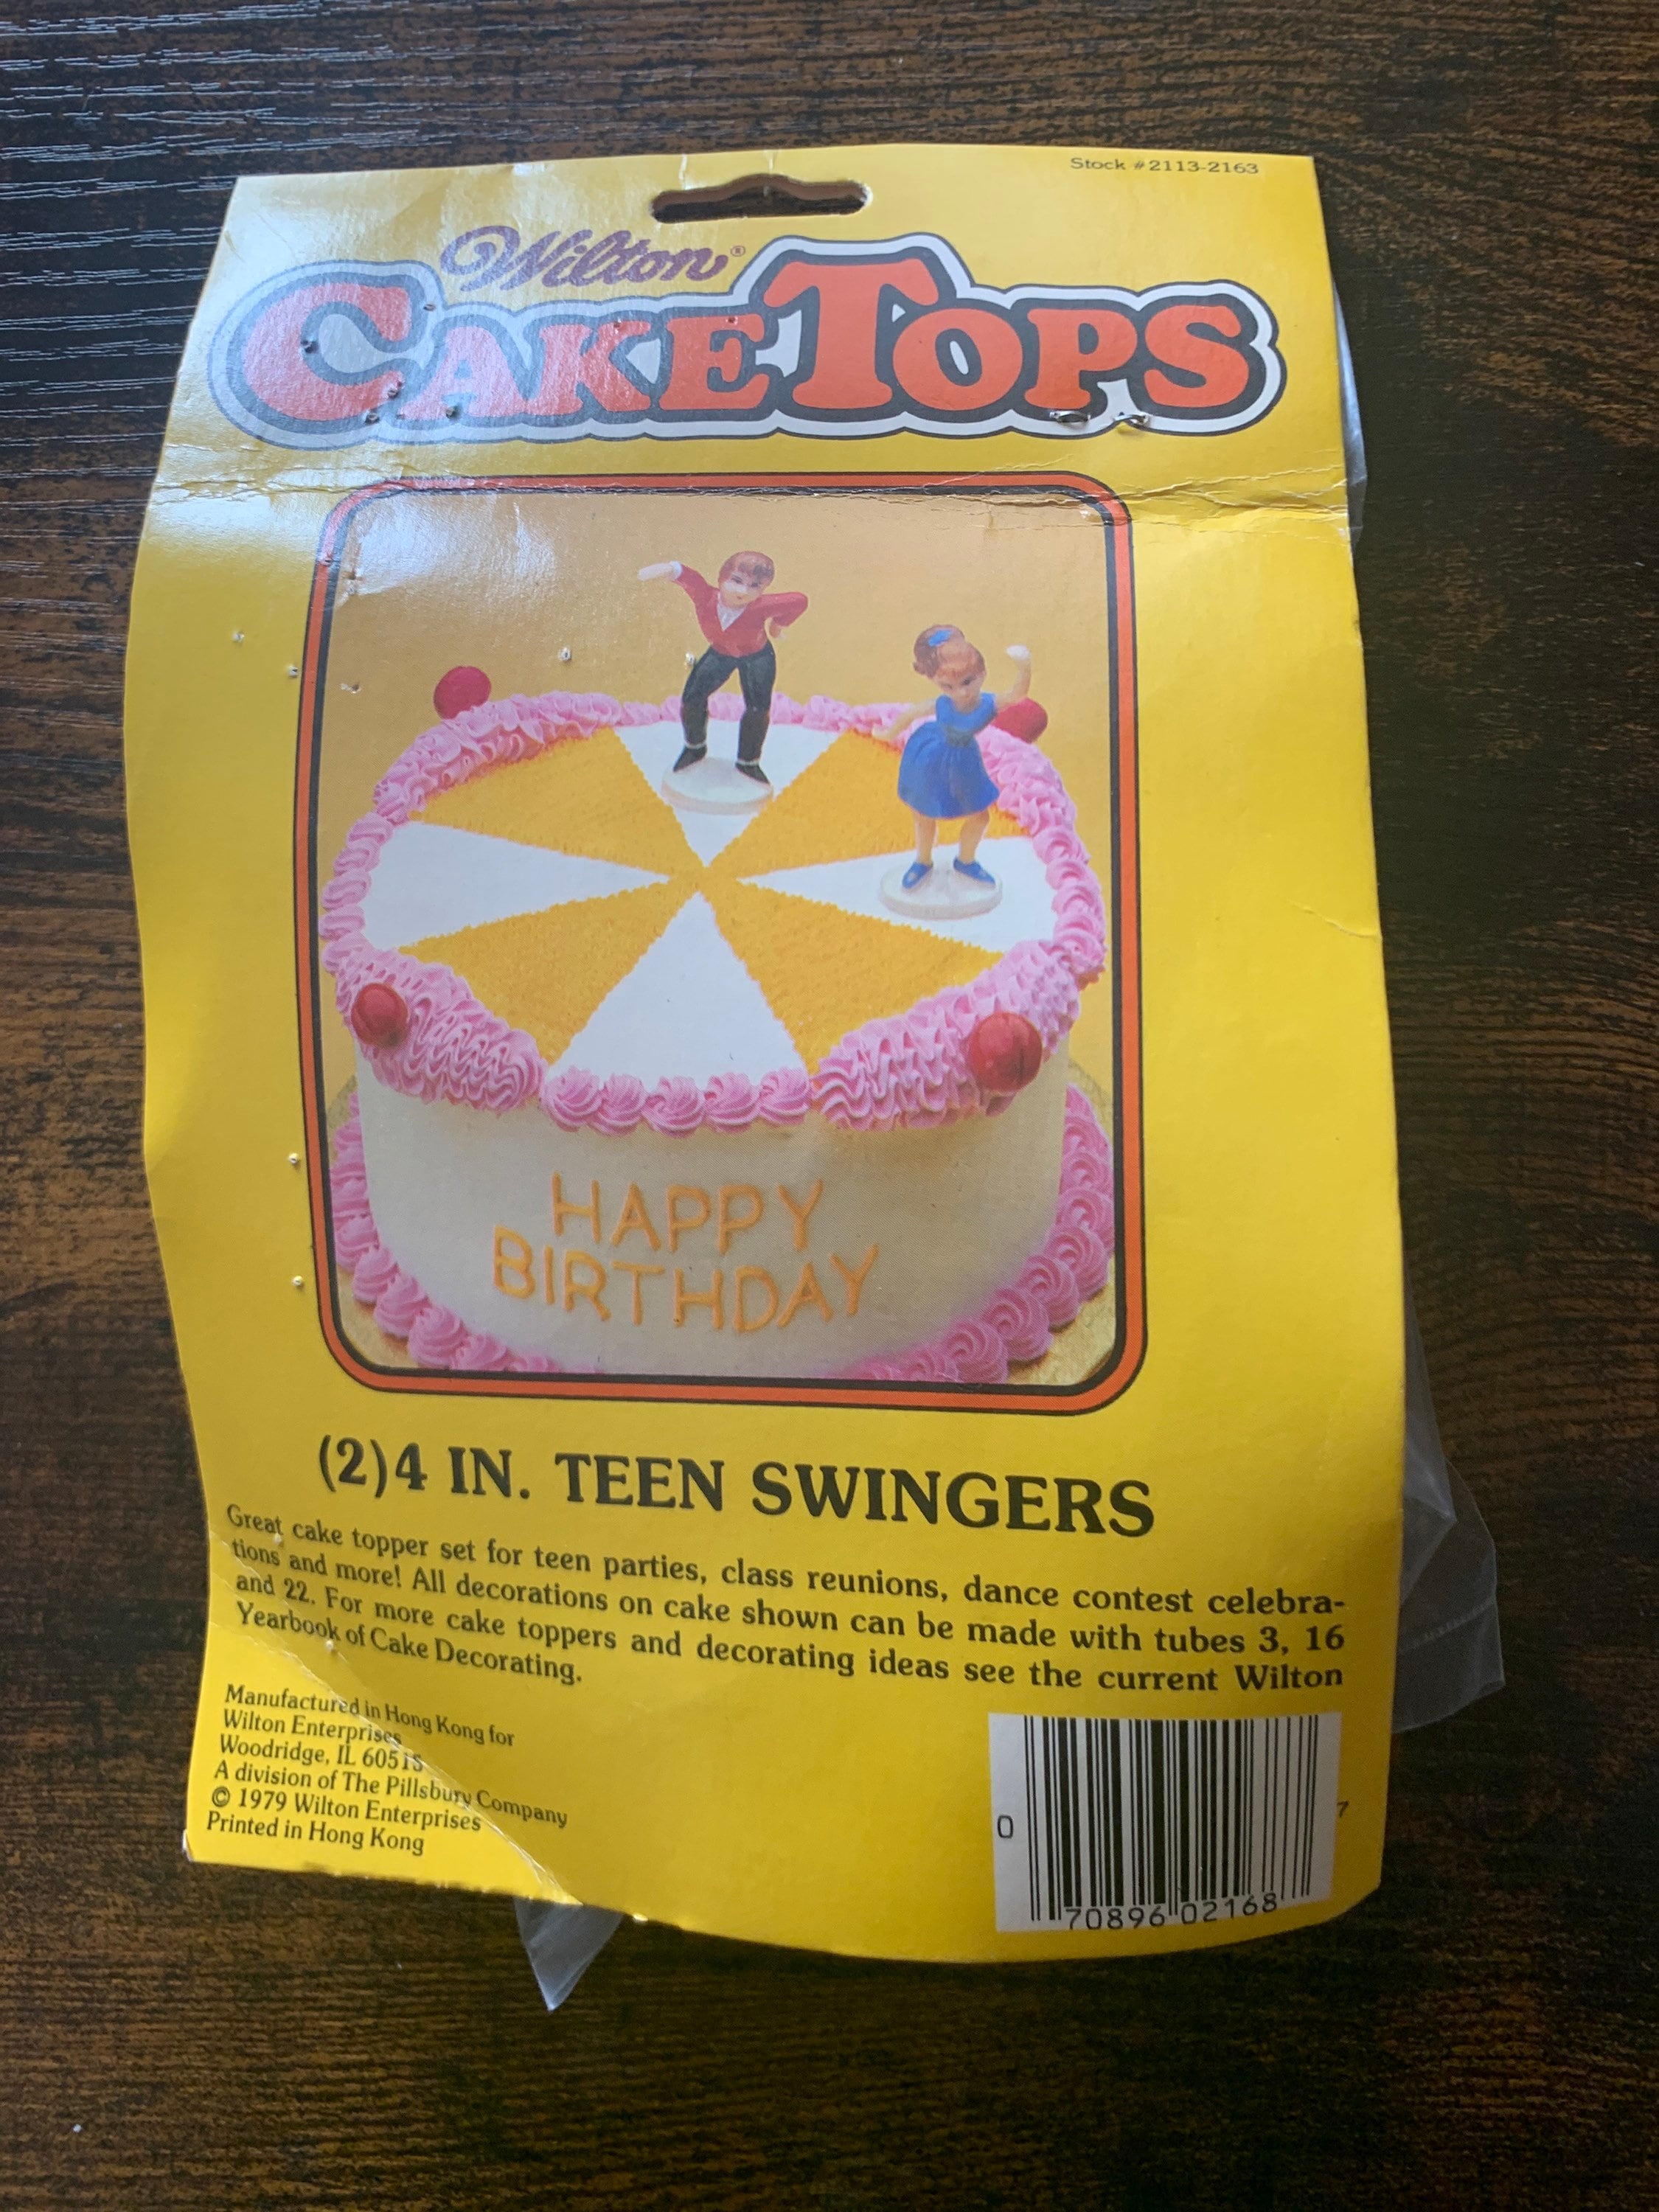 Stock #2113-2163
Wilton®
CAKE TOPS
HAPPY
BIRTHDAY
(2)4 IN. TEEN SWINGERS
Great cake topper set for teen parties, class reunions, dance contest celebra-
tions and more! All decorations on cake shown can be made with tubes 3, 16
and 22. For more cake toppers and decorating ideas see the current Wilton
Yearbook of Cake Decorating.
Manufactured in Hong Kong for
Wilton Enterprises
Woodridge, IL 60515
A division of The Pillsbury Company
© 1979 Wilton Enterprises
Printed in Hong Kong
0 70896 02168 7